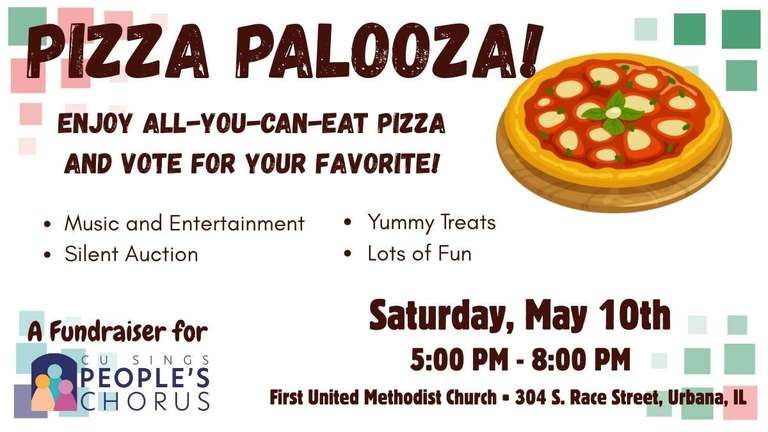 PIZZA PALOOZA!
ENJOY ALL-YOU-CAN-EAT PIZZA
AND VOTE FOR YOUR FAVORITE!
• Music and Entertainment
• Silent Auction
• Yummy Treats
• Lots of Fun
A Fundraiser for
CU SINGS
PEOPLE'S
CHORUS
Saturday, May 10th
5:00 PM - 8:00 PM
First United Methodist Church • 304 S. Race Street, Urbana, IL